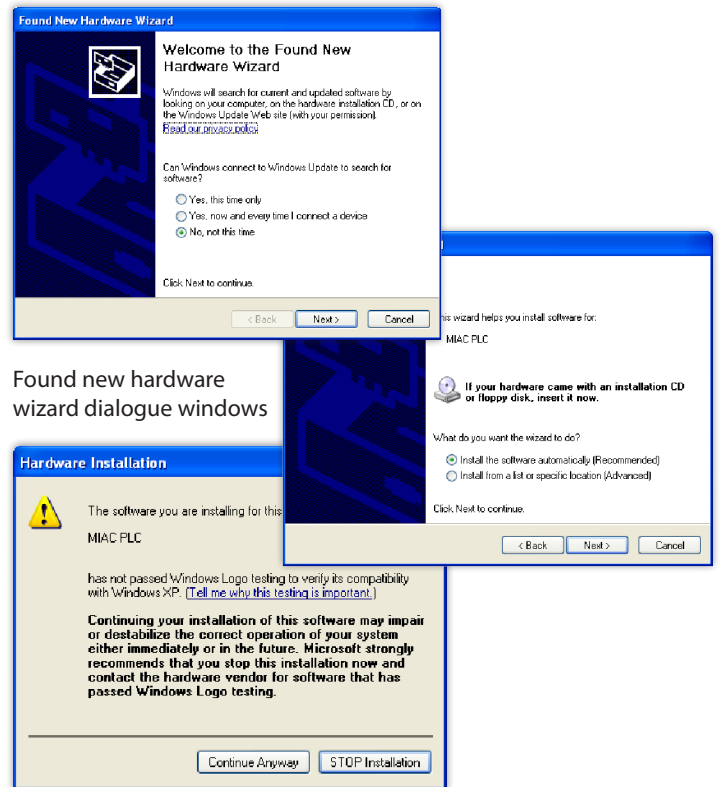 Found New Hardware Wizard
Welcome to the Found New
Hardware Wizard
Windows will search for current and updated software by
looking on your computer, on the hardware installation CD, or on
the Windows Update Web site (with your permission).
Read our privacy policy
Can Windows connect to Windows Update to search for
software?
Yes, this time only
Yes, now and every time I connect a device
No, not this time
Click Next to continue.
< Back
Next >
Cancel
his wizard helps you install software for:
MIAC PLC
If your hardware came with an installation CD
or floppy disk, insert it now.
What do you want the wizard to do?
Install the software automatically (Recommended)
Install from a list or specific location (Advanced)
Click Next to continue.
< Back
Next >
Cancel
Found new hardware
wizard dialogue windows
Hardware Installation
The software you are installing for this
MIAC PLC
has not passed Windows Logo testing to verify its compatibility
with Windows XP. (Tell me why this testing is important.)
Continuing your installation of this software may impair
or destabilize the correct operation of your system
either immediately or in the future. Microsoft strongly
recommends that you stop this installation now and
contact the hardware vendor for software that has
passed Windows Logo testing.
Continue Anyway
STOP Installation